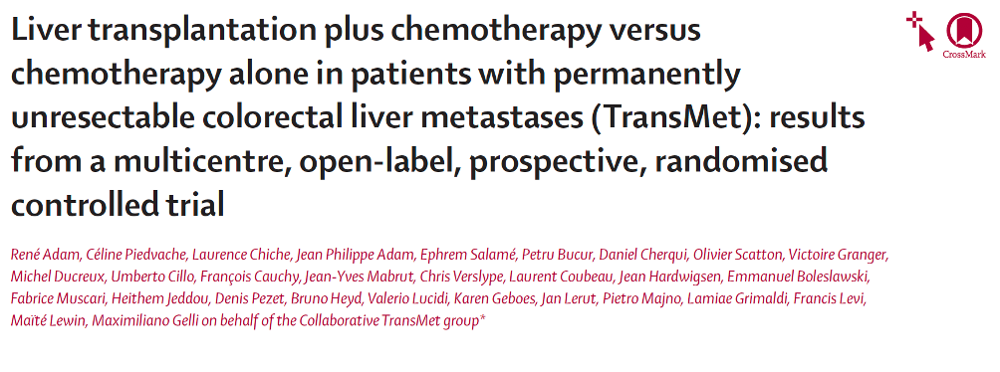 Liver transplantation plus chemotherapy versus
chemotherapy alone in patients with permanently
unresectable colorectal liver metastases (TransMet): results
from a multicentre, open-label, prospective, randomised
controlled trial
CrossMark
René Adam, Céline Piedvache, Laurence Chiche, Jean Philippe Adam, Ephrem Salamé, Petru Bucur, Daniel Cherqui, Olivier Scatton, Victoire Granger,
Michel Ducreux, Umberto Cillo, François Cauchy, Jean-Yves Mabrut, Chris Verslype, Laurent Coubeau, Jean Hardwigsen, Emmanuel Boleslawski,
Fabrice Muscari, Heithem Jeddou, Denis Pezet, Bruno Heyd, Valerio Lucidi, Karen Geboes, Jan Lerut, Pietro Majno, Lamiae Grimaldi, Francis Levi,
Maïté Lewin, Maximiliano Gelli on behalf of the Collaborative TransMet group*